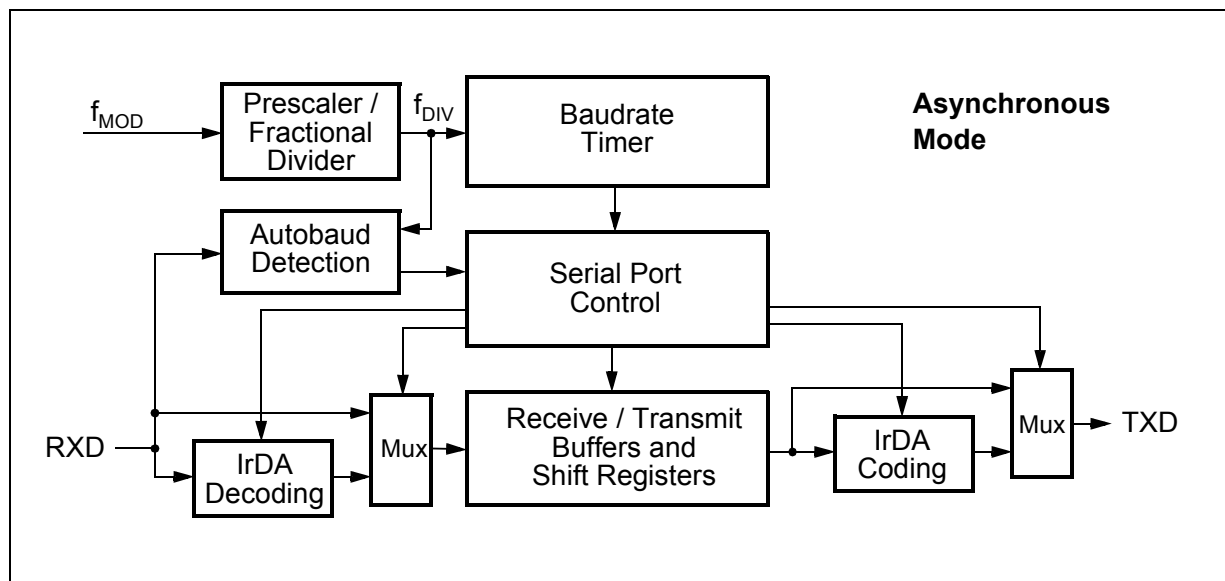 f_MOD
Prescaler /
Fractional
Divider
f_DIV
Baudrate
Timer
Asynchronous
Mode
Autobaud
Detection
Serial Port
Control
RXD
IrDA
Decoding
Mux
Receive / Transmit
Buffers and
Shift Registers
IrDA
Coding
Mux
TXD